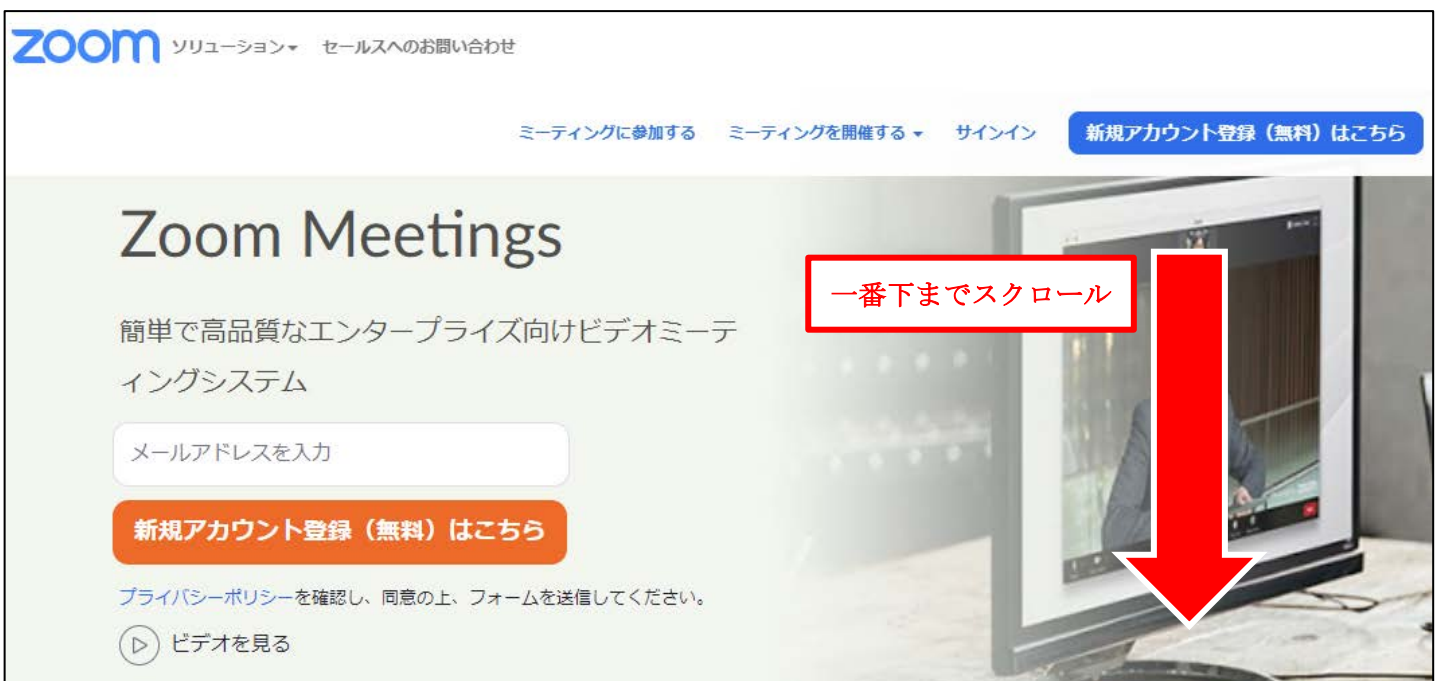 zoom ソリューション▾ セールスへのお問い合わせ
ミーティングに参加する ミーティングを開催する ▾ サインイン 新規アカウント登録（無料）はこちら
Zoom Meetings
一番下までスクロール
簡単で高品質なエンタープライズ向けビデオミーテ
ィングシステム
メールアドレスを入力
新規アカウント登録（無料）はこちら
プライバシーポリシーを確認し、同意の上、フォームを送信してください。
ビデオを見る